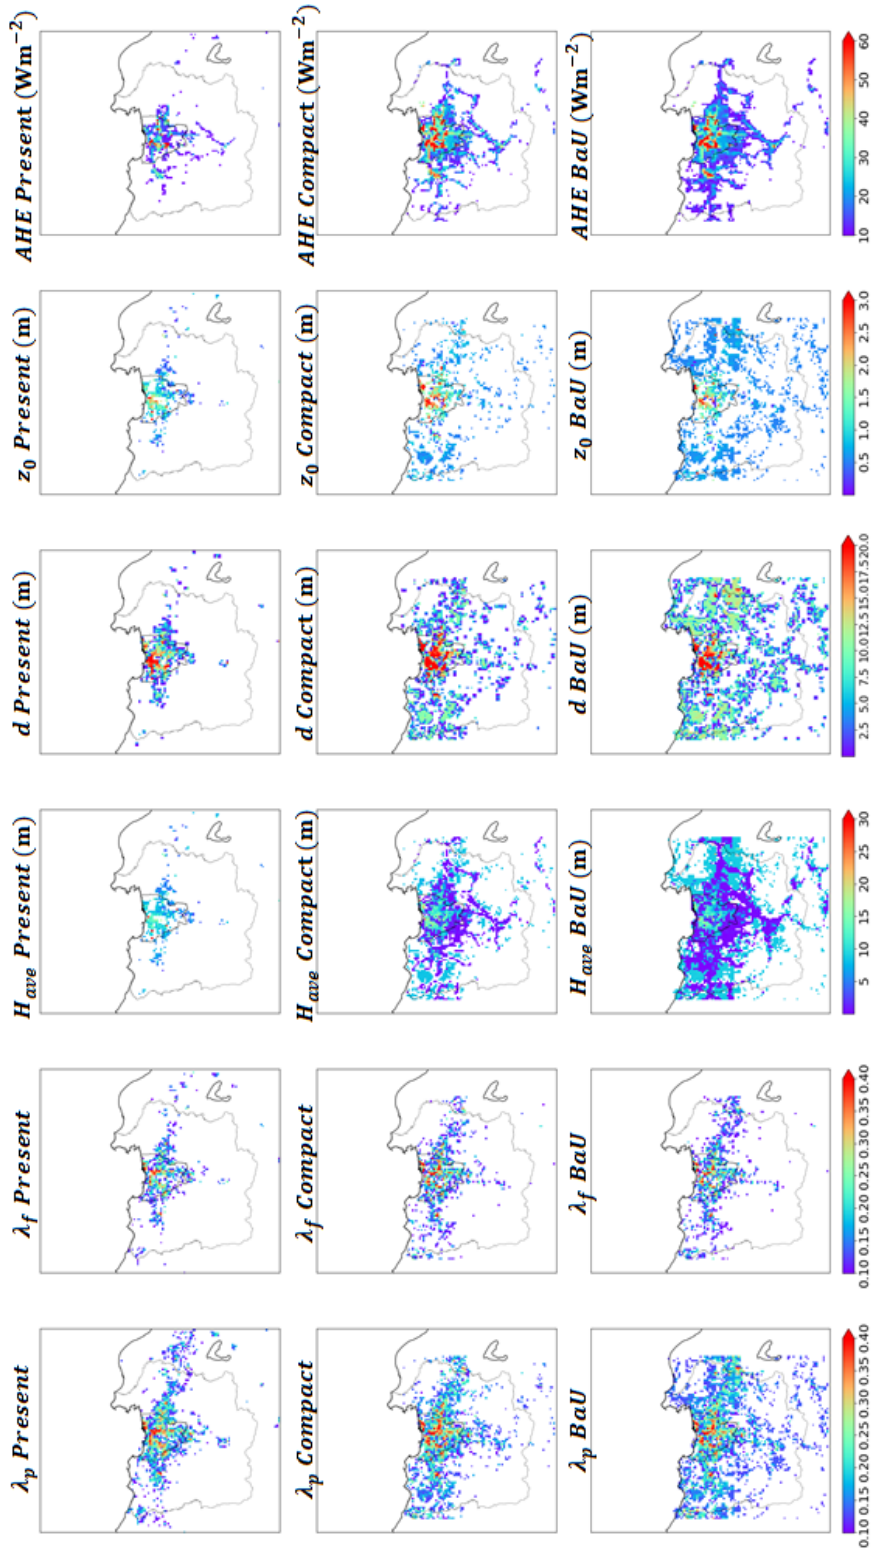 λp Present
λf Present
Have Present (m)
d Present (m)
z0 Present (m)
AHE Present (Wm−2)
λp Compact
λf Compact
Have Compact (m)
d Compact (m)
z0 Compact (m)
AHE Compact (Wm−2)
λp BaU
λf BaU
Have BaU (m)
d BaU (m)
z0 BaU (m)
AHE BaU (Wm−2)
0.10 0.15 0.20 0.25 0.30 0.35 0.40
0.10 0.15 0.20 0.25 0.30 0.35 0.40
5 10 15 20 25 30
2.5 5.0 7.5 10.0 12.5 15.0 17.5 20.0
0.5 1.0 1.5 2.0 2.5 3.0
10 20 30 40 50 60